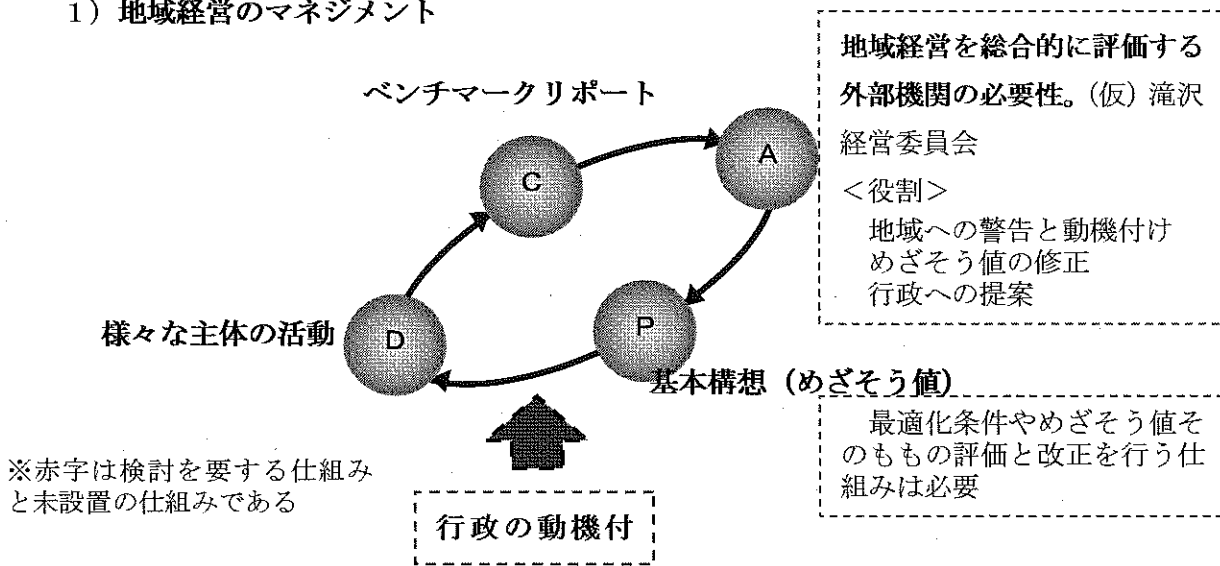 1）地域経営のマネジメント
ベンチマークリポート
C
A
地域経営を総合的に評価する
外部機関の必要性。（仮）滝沢
経営委員会
＜役割＞
地域への警告と動機付け
めざそう値の修正
行政への提案
様々な主体の活動
D
P
基本構想（めざそう値）
最適化条件やめざそう値そ
のももの評価と改正を行う仕
組みは必要
※赤字は検討を要する仕組み
と未設置の仕組みである
行政の動機付